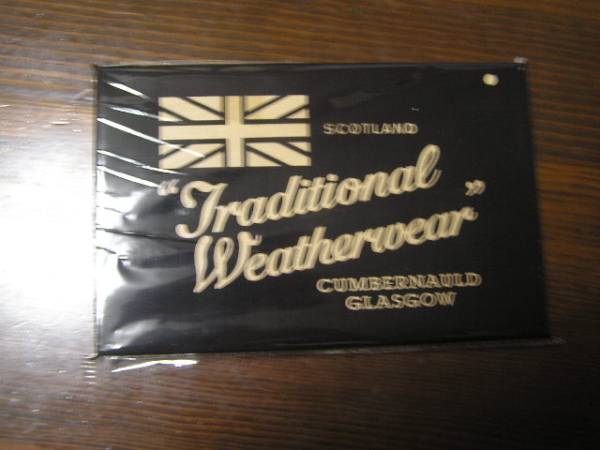 SCOTLAND
"Traditional
Weatherwear"
CUMBERNAULD
GLASGOW